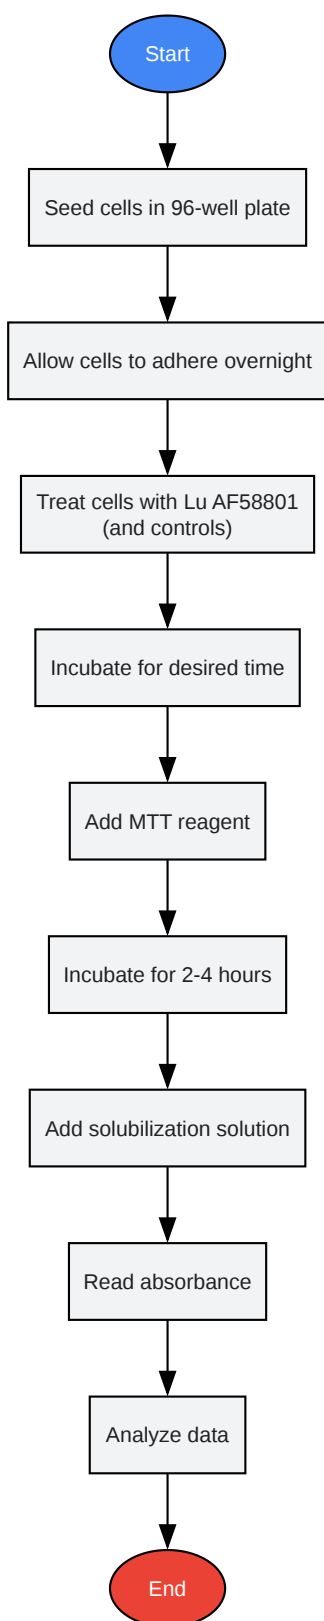 Start
Seed cells in 96-well plate
Allow cells to adhere overnight
Treat cells with Lu AF58801
(and controls)
Incubate for desired time
Add MTT reagent
Incubate for 2-4 hours
Add solubilization solution
Read absorbance
Analyze data
End